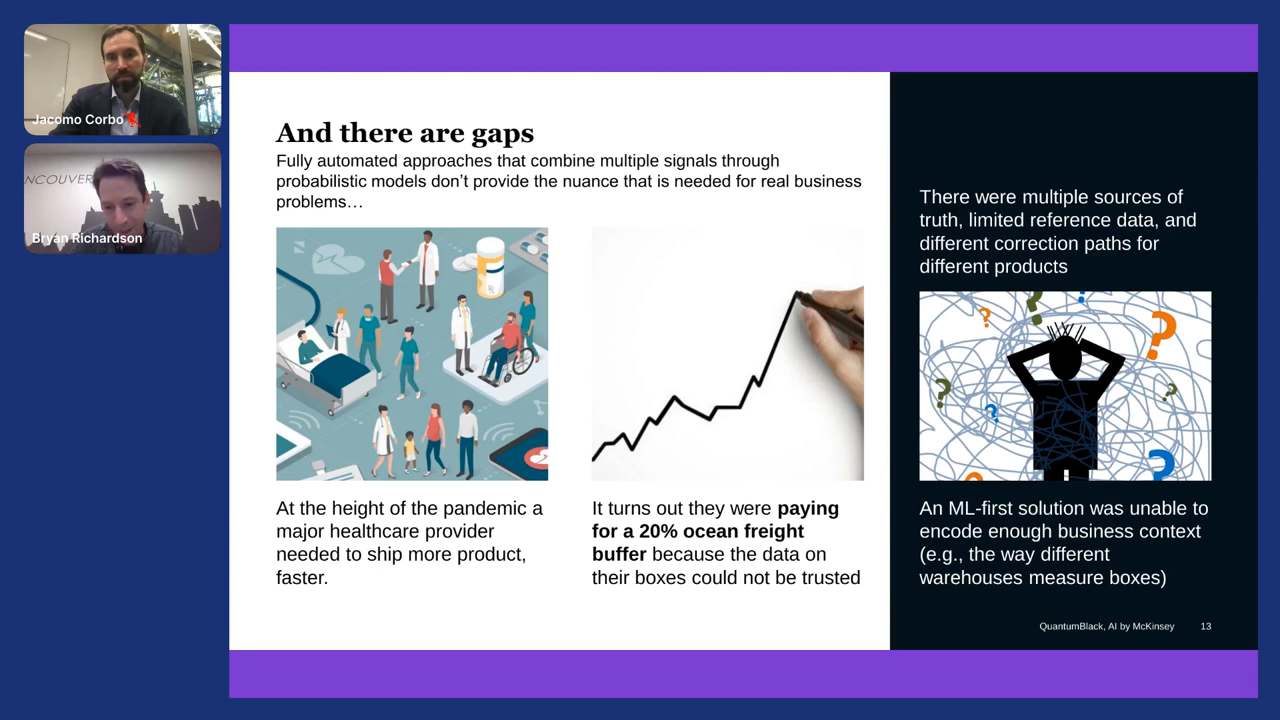 Jacomo Corbo
NCOUVER
Bryan Richardson
And there are gaps
Fully automated approaches that combine multiple signals through
probabilistic models don’t provide the nuance that is needed for real business
problems…
At the height of the pandemic a
major healthcare provider
needed to ship more product,
faster.
It turns out they were paying
for a 20% ocean freight
buffer because the data on
their boxes could not be trusted
There were multiple sources of
truth, limited reference data, and
different correction paths for
different products
? ? ? ? ? ? ? ? ?
An ML-first solution was unable to
encode enough business context
(e.g., the way different
warehouses measure boxes)
QuantumBlack, AI by McKinsey 13